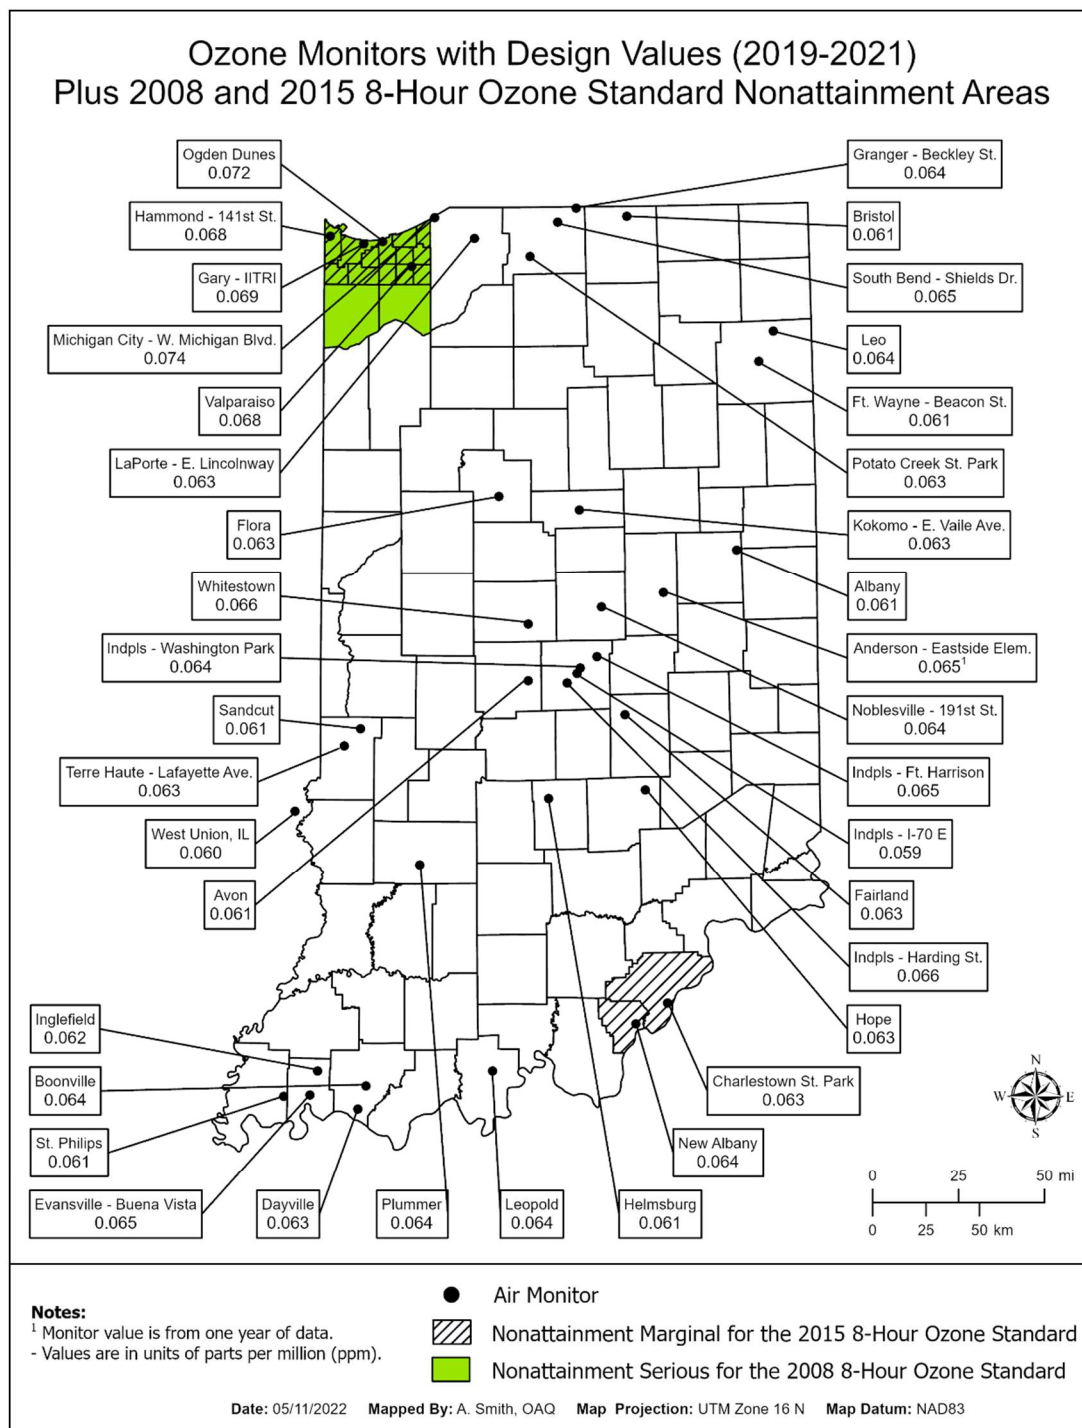 Ozone Monitors with Design Values (2019-2021)
Plus 2008 and 2015 8-Hour Ozone Standard Nonattainment Areas
Ogden Dunes
0.072
Hammond - 141st St.
0.068
Gary - IITRI
0.069
Michigan City - W. Michigan Blvd.
0.074
Valparaiso
0.068
LaPorte - E. Lincolnway
0.063
Flora
0.063
Whitestown
0.066
Indpls - Washington Park
0.064
Sandcut
0.061
Terre Haute - Lafayette Ave.
0.063
West Union, IL
0.060
Avon
0.061
Inglefield
0.062
Boonville
0.064
St. Philips
0.061
Evansville - Buena Vista
0.065
Dayville
0.063
Plummer
0.064
Leopold
0.064
Helmsburg
0.061
Granger - Beckley St.
0.064
Bristol
0.061
South Bend - Shields Dr.
0.065
Leo
0.064
Ft. Wayne - Beacon St.
0.061
Potato Creek St. Park
0.063
Kokomo - E. Vaile Ave.
0.063
Albany
0.061
Anderson - Eastside Elem.
0.065¹
Noblesville - 191st St.
0.064
Indpls - Ft. Harrison
0.065
Indpls - I-70 E
0.059
Fairland
0.063
Indpls - Harding St.
0.066
Hope
0.063
Charlestown St. Park
0.063
New Albany
0.064
N
W E
S
0 25 50 mi
0 25 50 km
Notes:
¹ Monitor value is from one year of data.
- Values are in units of parts per million (ppm).
Air Monitor
Nonattainment Marginal for the 2015 8-Hour Ozone Standard
Nonattainment Serious for the 2008 8-Hour Ozone Standard
Date: 05/11/2022 Mapped By: A. Smith, OAQ Map Projection: UTM Zone 16 N Map Datum: NAD83